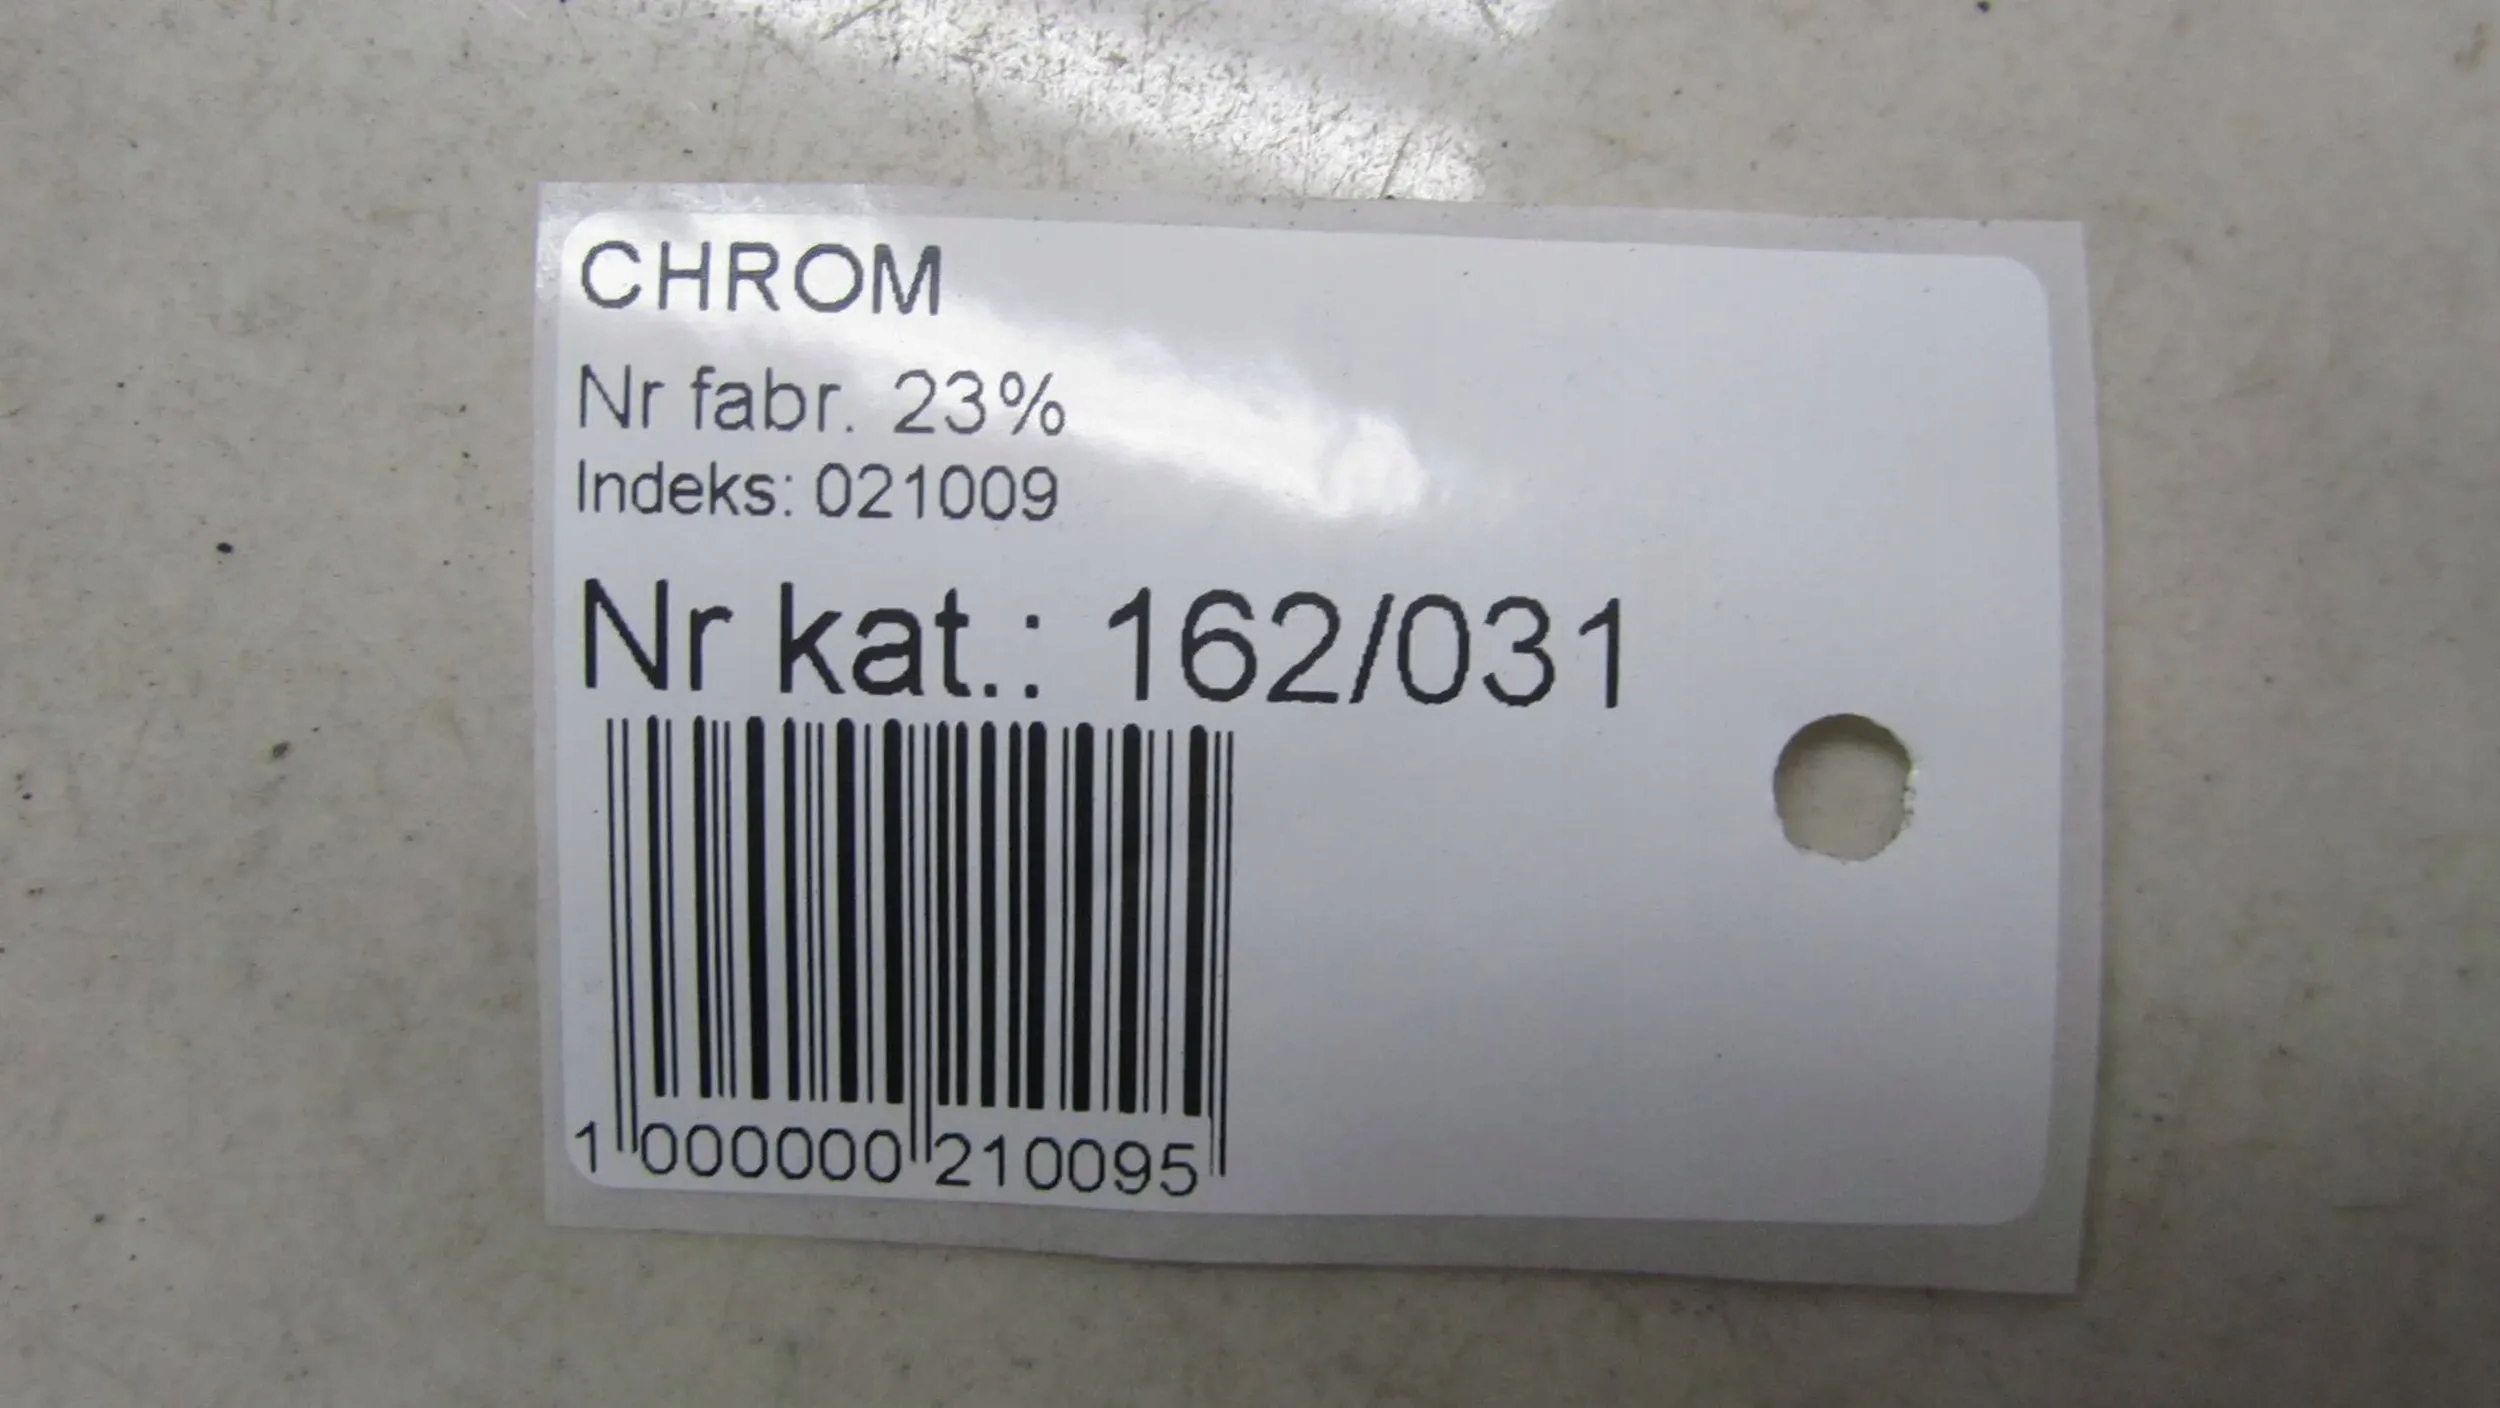 CHROM
Nr fabr. 23%
Indeks: 021009
Nr kat.: 162/031
1 000000 210095